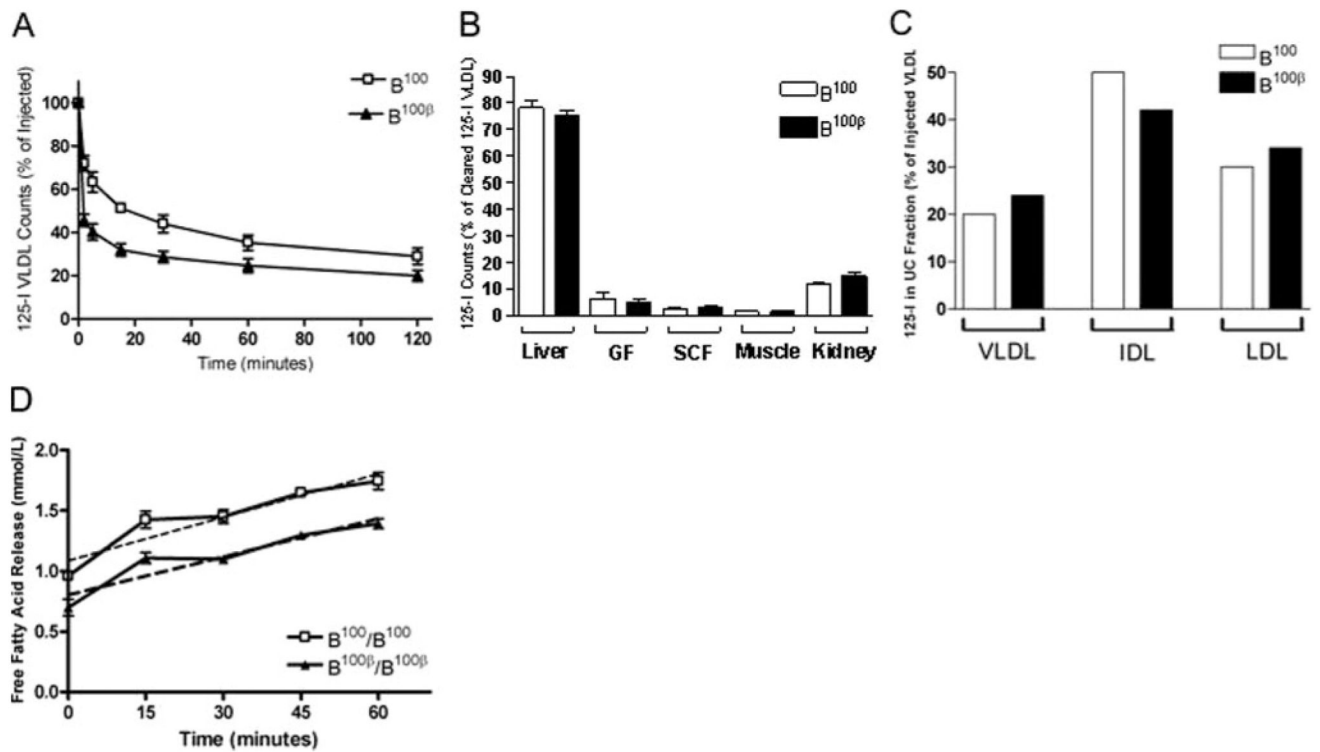 A
125-I VLDL Counts (% of Injected)
100
80
60
40
20
0
0 20 40 60 80 100 120
Time (minutes)
B¹⁰⁰
B¹⁰⁰β
B
125-I Counts (% of Cleared 125-I VLDL)
90
80
70
60
50
40
30
20
10
0
Liver GF SCF Muscle Kidney
B¹⁰⁰
B¹⁰⁰β
C
125-I in UC Fraction (% of Injected VLDL
50
40
30
20
10
0
VLDL IDL LDL
B¹⁰⁰
B¹⁰⁰β
D
Free Fatty Acid Release (mmol/L)
2.0
1.5
1.0
0.5
0.0
0 15 30 45 60
Time (minutes)
B¹⁰⁰/B¹⁰⁰
B¹⁰⁰β/B¹⁰⁰β